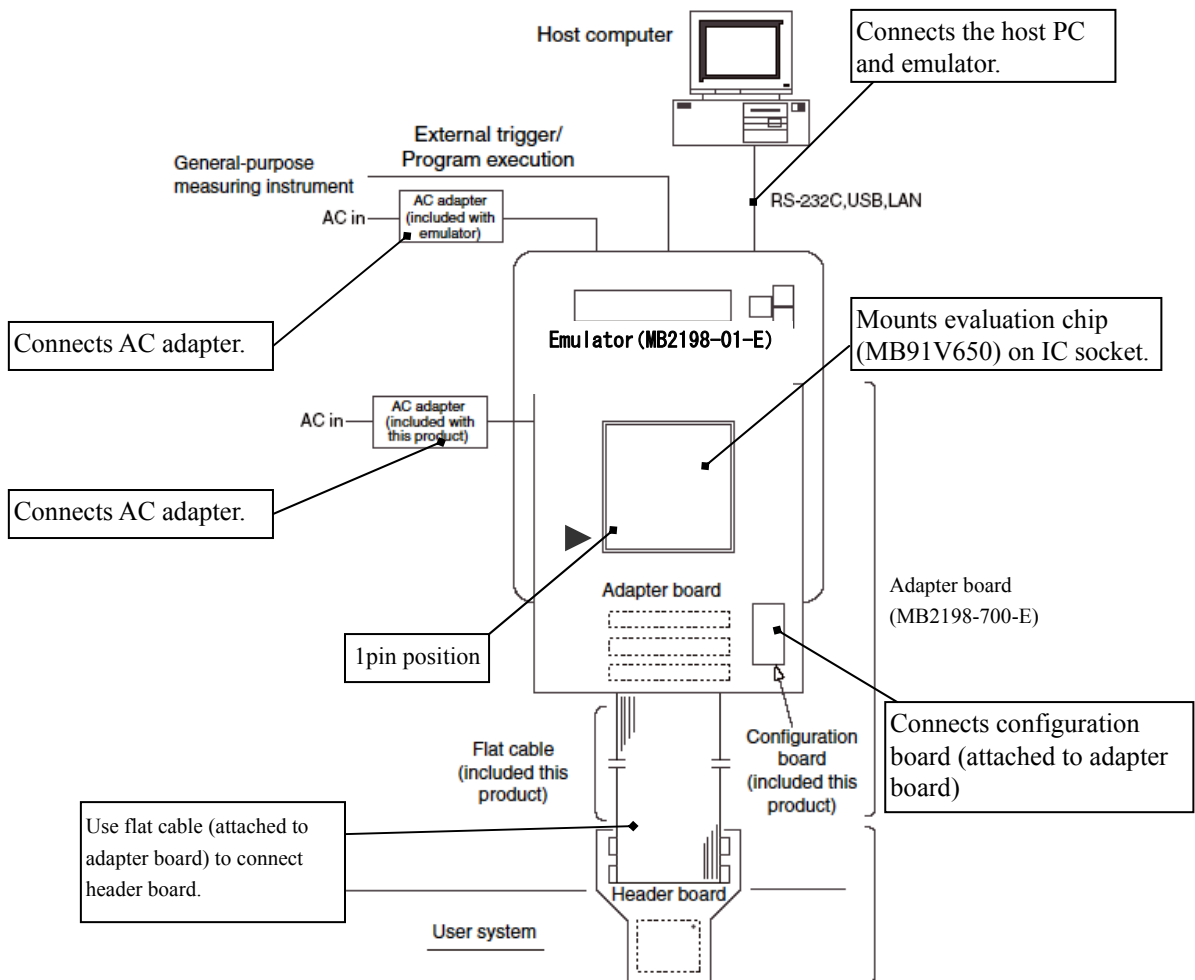 Host computer
Connects the host PC
and emulator.
External trigger/
Program execution
General-purpose
measuring instrument
RS-232C,USB,LAN
AC in
AC adapter
(included with
emulator)
Connects AC adapter.
Emulator(MB2198-01-E)
Mounts evaluation chip
(MB91V650) on IC socket.
AC in
AC adapter
(included with
this product)
Connects AC adapter.
Adapter board
Adapter board
(MB2198-700-E)
1pin position
Configuration
board
(included this
product)
Connects configuration
board (attached to adapter
board)
Flat cable
(included this
product)
Use flat cable (attached to
adapter board) to connect
header board.
Header board
User system